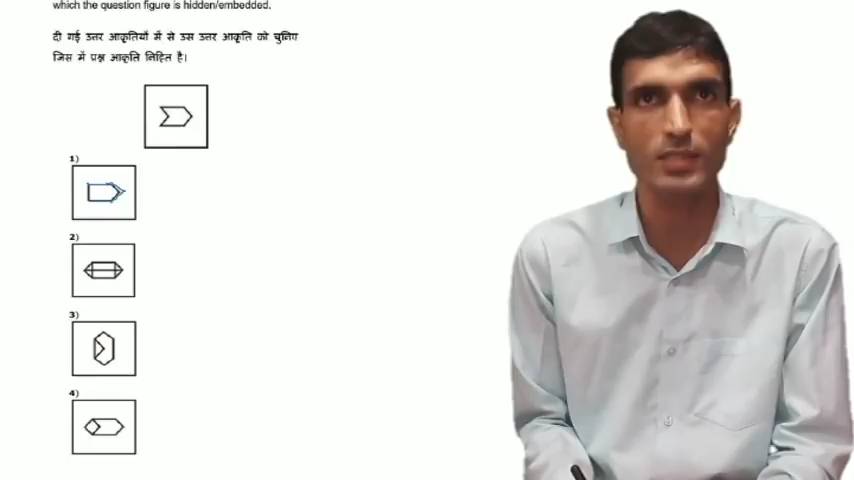 which the question figure is hidden/embedded.
दी गई उत्तर आकृतियों में से उस उत्तर आकृति को चुनिए
जिस में प्रश्न आकृति निहित है।
1)
2)
3)
4)